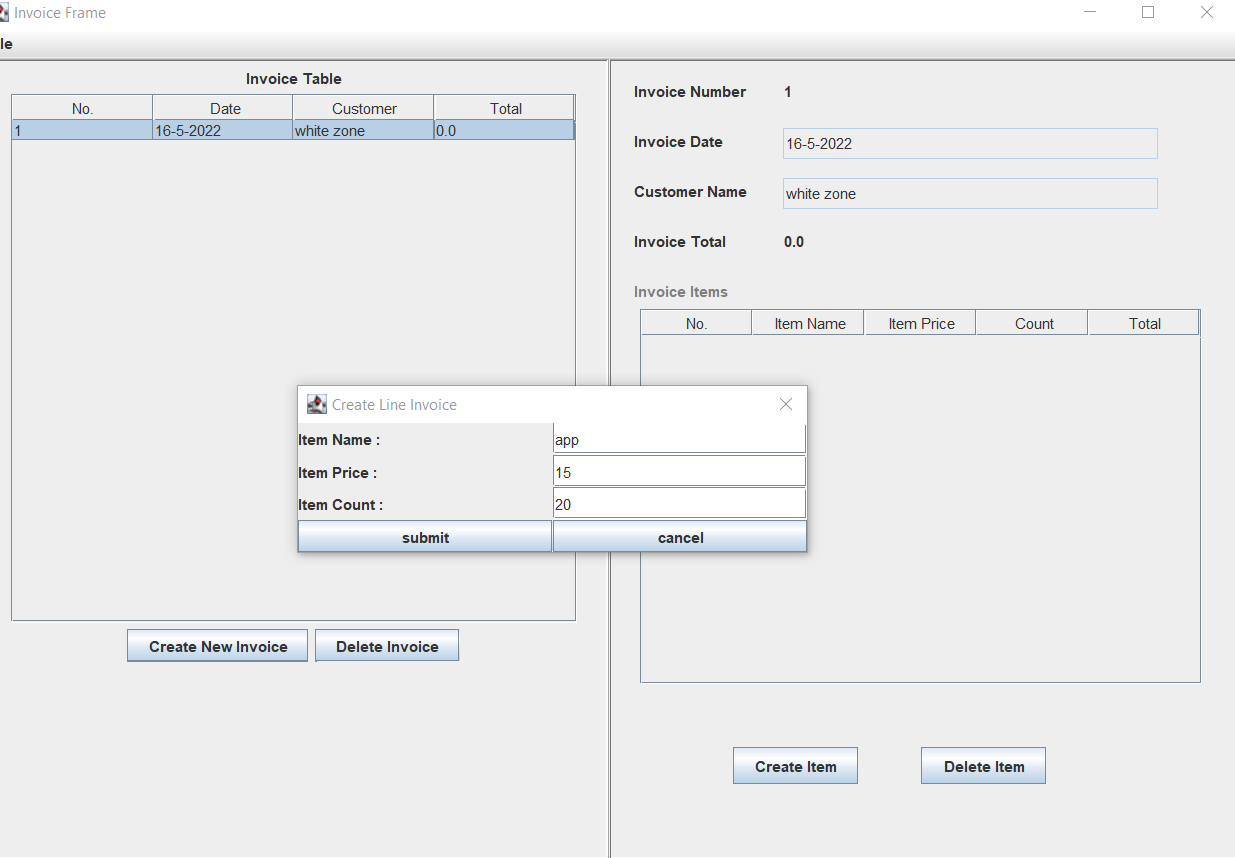 Invoice Frame
le
Invoice Table
No. Date Customer Total
1 16-5-2022 white zone 0.0
Create New Invoice Delete Invoice
Invoice Number 1
Invoice Date 16-5-2022
Customer Name white zone
Invoice Total 0.0
Invoice Items
No. Item Name Item Price Count Total
Create Item Delete Item
Create Line Invoice
Item Name : app
Item Price : 15
Item Count : 20
submit cancel